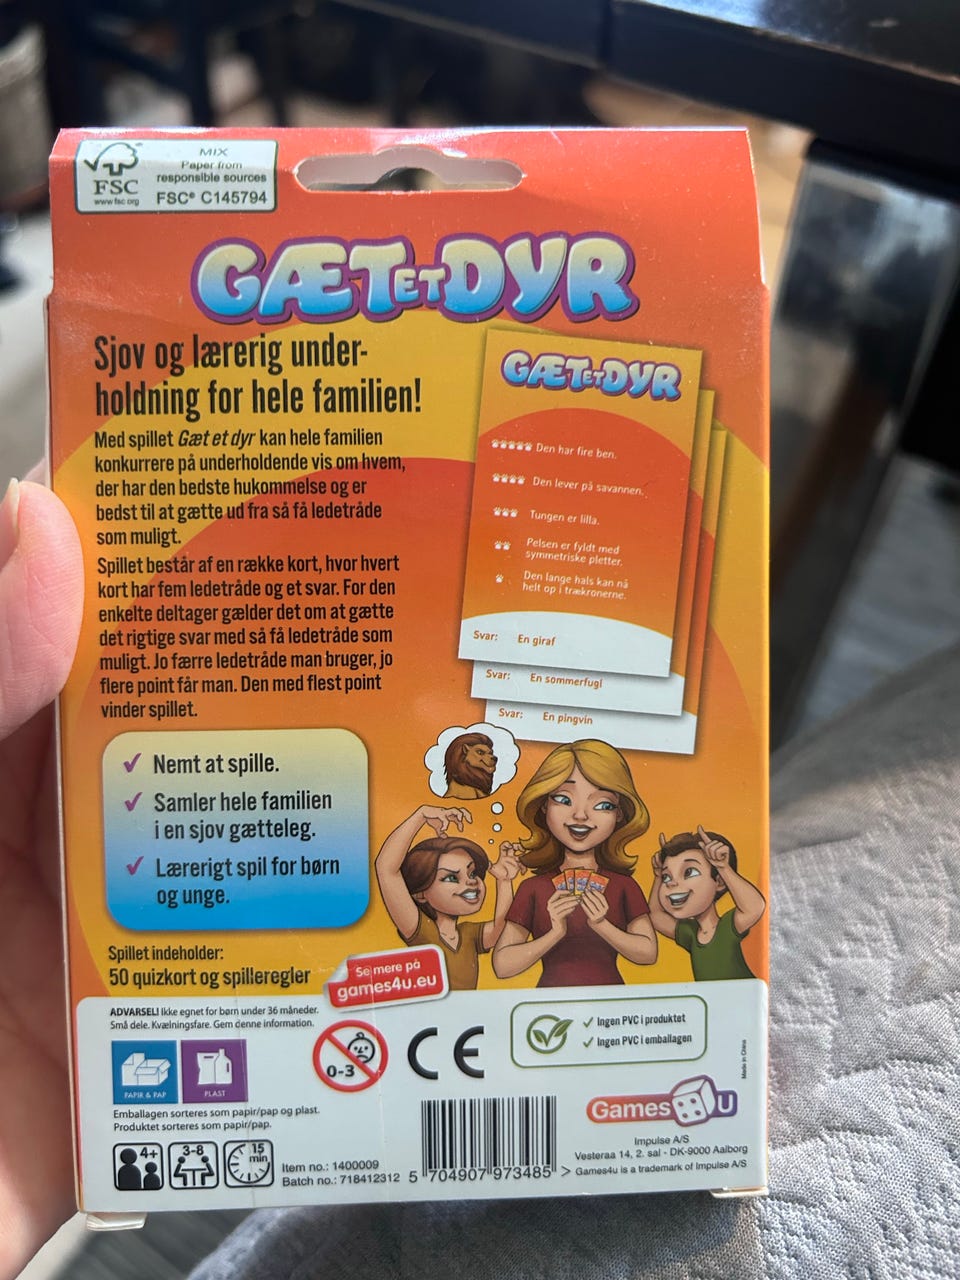 MIX
Paper from
responsible sources
FSC® C145794
FSC
www.fsc.org
GÆT ET DYR
Sjov og lærerig under-
holdning for hele familien!
Med spillet Gæt et dyr kan hele familien
konkurrere på underholdende vis om hvem,
der har den bedste hukommelse og er
bedst til at gætte ud fra så få ledetråde
som muligt.
Spillet består af en række kort, hvor hvert
kort har fem ledetråde og et svar. For den
enkelte deltager gælder det om at gætte
det rigtige svar med så få ledetråde som
muligt. Jo færre ledetråde man bruger, jo
flere point får man. Den med flest point
vinder spillet.
GÆT ET DYR
Den har fire ben.
Den lever på savannen.
Tungen er lilla.
Pelsen er fyldt med
symmetriske pletter.
Den lange hals kan nå
helt op i trækronerne.
Svar: En giraf
Svar: En sommerfugl
Svar: En pingvin
✓ Nemt at spille.
✓ Samler hele familien
i en sjov gætteleg.
✓ Lærerigt spil for børn
og unge.
Spillet indeholder:
50 quizkort og spilleregler
Se mere på
games4u.eu
ADVARSEL! Ikke egnet for børn under 36 måneder.
Små dele. Kvælningsfare. Gem denne information.
PAPIR & PAP
PLAST
0-3
CE
✓ Ingen PVC i produktet
✓ Ingen PVC i emballagen
Made in China
Emballagen sorteres som papir/pap og plast.
Produktet sorteres som papir/pap.
4+
3-8
15
min
Item no.: 1400009
Batch no.: 718412312
5 704907 973485 >
Games4U
Impulse A/S
Vesteraa 14, 2. sal - DK-9000 Aalborg
Games4u is a trademark of Impulse A/S